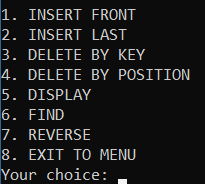 1. INSERT FRONT
2. INSERT LAST
3. DELETE BY KEY
4. DELETE BY POSITION
5. DISPLAY
6. FIND
7. REVERSE
8. EXIT TO MENU
Your choice: _